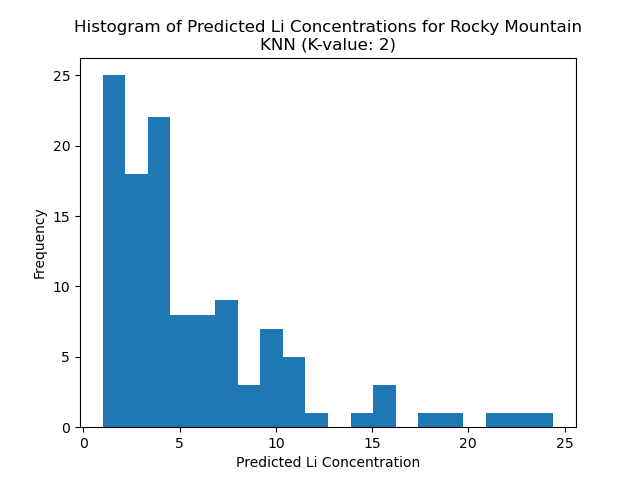 Histogram of Predicted Li Concentrations for Rocky Mountain
KNN (K-value: 2)
25
20
15
10
5
0
Frequency
0 5 10 15 20 25
Predicted Li Concentration